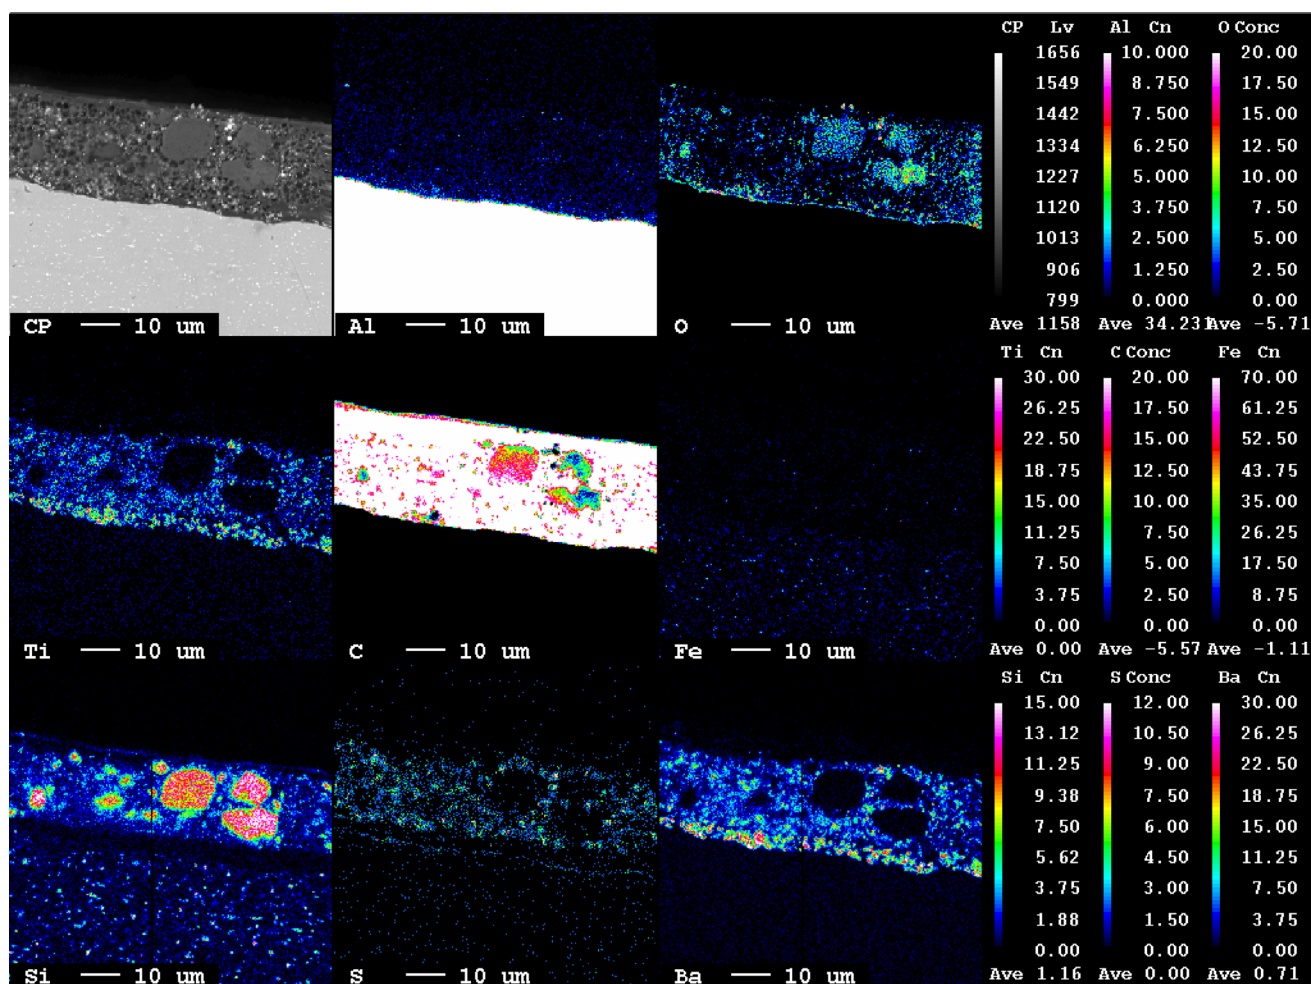 CP Lv Al Cn O Conc
1656 10.000 20.00
1549 8.750 17.50
1442 7.500 15.00
1334 6.250 12.50
1227 5.000 10.00
1120 3.750 7.50
1013 2.500 5.00
906 1.250 2.50
799 0.000 0.00
CP 10 um Al 10 um O 10 um Ave 1158 Ave 34.231 Ave -5.71
Ti Cn C Conc Fe Cn
30.00 20.00 70.00
26.25 17.50 61.25
22.50 15.00 52.50
18.75 12.50 43.75
15.00 10.00 35.00
11.25 7.50 26.25
7.50 5.00 17.50
3.75 2.50 8.75
0.00 0.00 0.00
Ti 10 um C 10 um Fe 10 um Ave 0.00 Ave -5.57 Ave -1.11
Si Cn S Conc Ba Cn
15.00 12.00 30.00
13.12 10.50 26.25
11.25 9.00 22.50
9.38 7.50 18.75
7.50 6.00 15.00
5.62 4.50 11.25
3.75 3.00 7.50
1.88 1.50 3.75
0.00 0.00 0.00
Si 10 um S 10 um Ba 10 um Ave 1.16 Ave 0.00 Ave 0.71